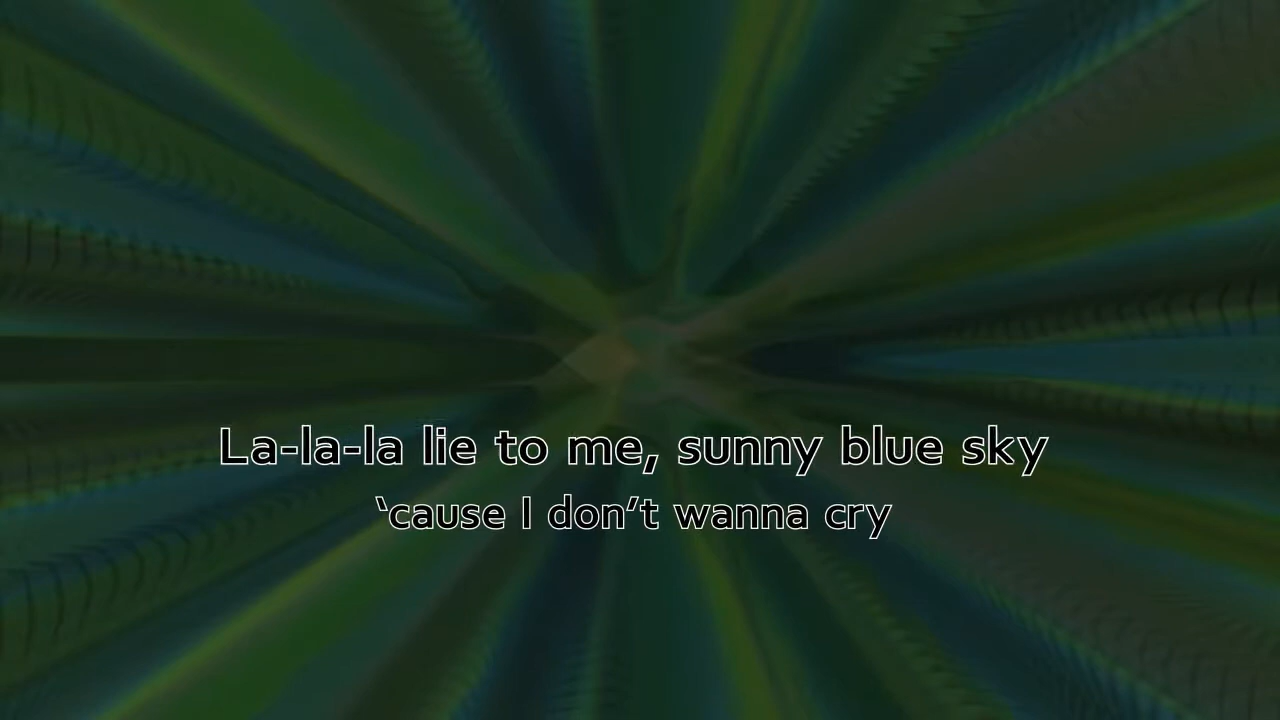 La-la-la lie to me, sunny blue sky
‘cause I don’t wanna cry